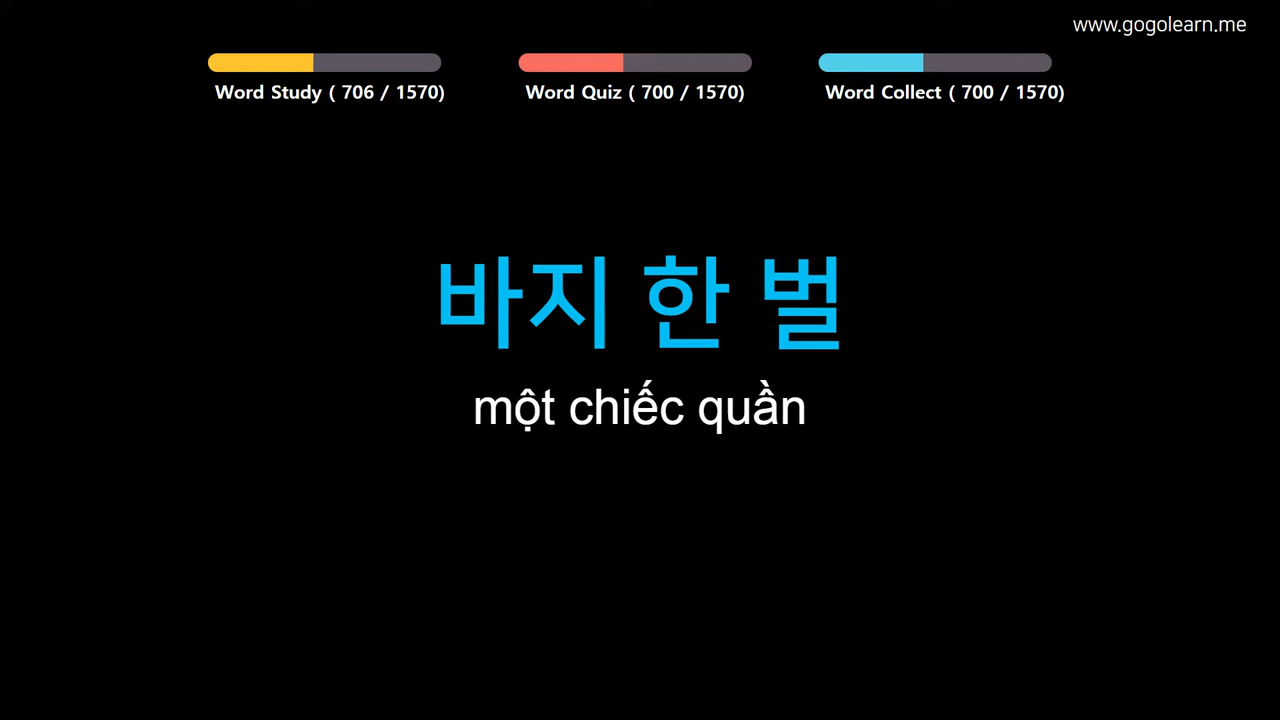 www.gogolearn.me
Word Study ( 706 / 1570)
Word Quiz ( 700 / 1570)
Word Collect ( 700 / 1570)
바지 한 벌
một chiếc quần